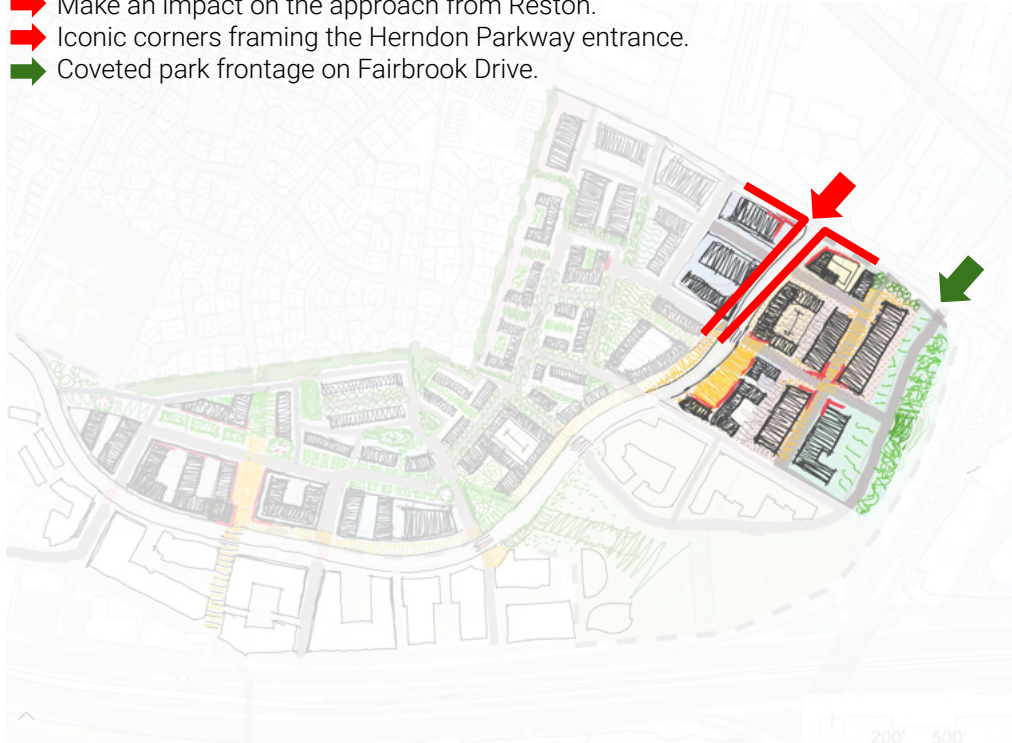 Make an impact on the approach from Reston.
Iconic corners framing the Herndon Parkway entrance.
Coveted park frontage on Fairbrook Drive.
200' 500'